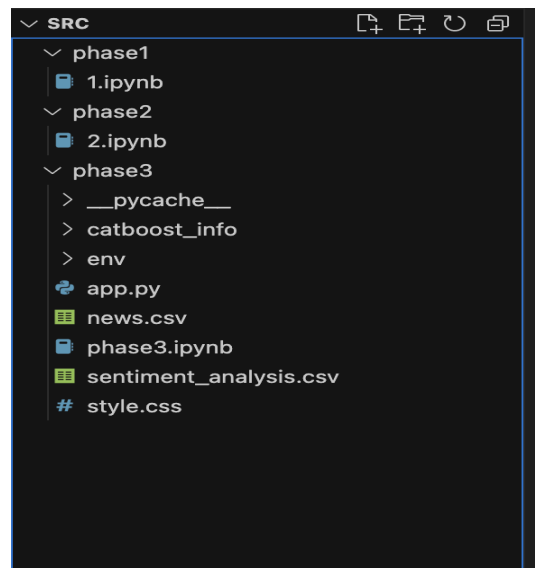 SRC
phase1
1.ipynb
phase2
2.ipynb
phase3
__pycache__
catboost_info
env
app.py
news.csv
phase3.ipynb
sentiment_analysis.csv
# style.css